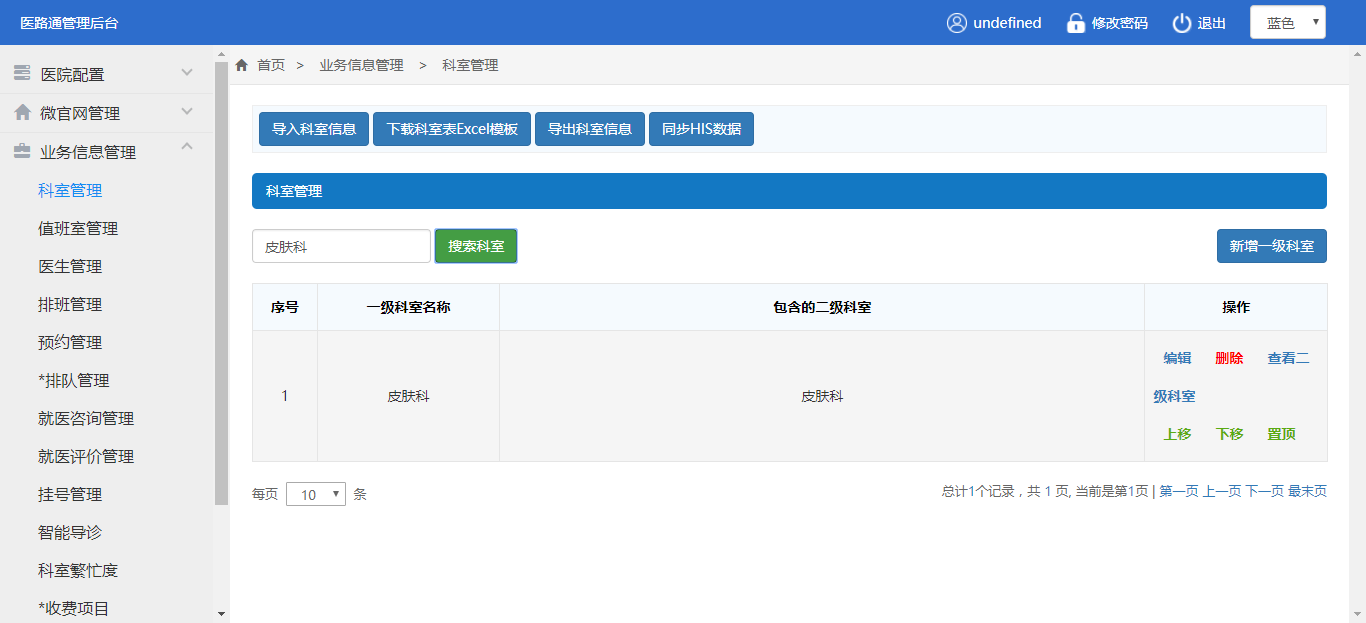 医路通管理后台
undefined
修改密码
退出
蓝色
医院配置
微官网管理
业务信息管理
科室管理
值班室管理
医生管理
排班管理
预约管理
*排队管理
就医咨询管理
就医评价管理
挂号管理
智能导诊
科室繁忙度
*收费项目
首页 > 业务信息管理 > 科室管理
导入科室信息 下载科室表Excel模板 导出科室信息 同步HIS数据
科室管理
皮肤科 搜索科室 新增一级科室
序号 一级科室名称 包含的二级科室 操作
1 皮肤科 皮肤科
编辑 删除 查看二
级科室
上移 下移 置顶
每页 10 条
总计1个记录，共 1 页, 当前是第1页 | 第一页 上一页 下一页 最末页